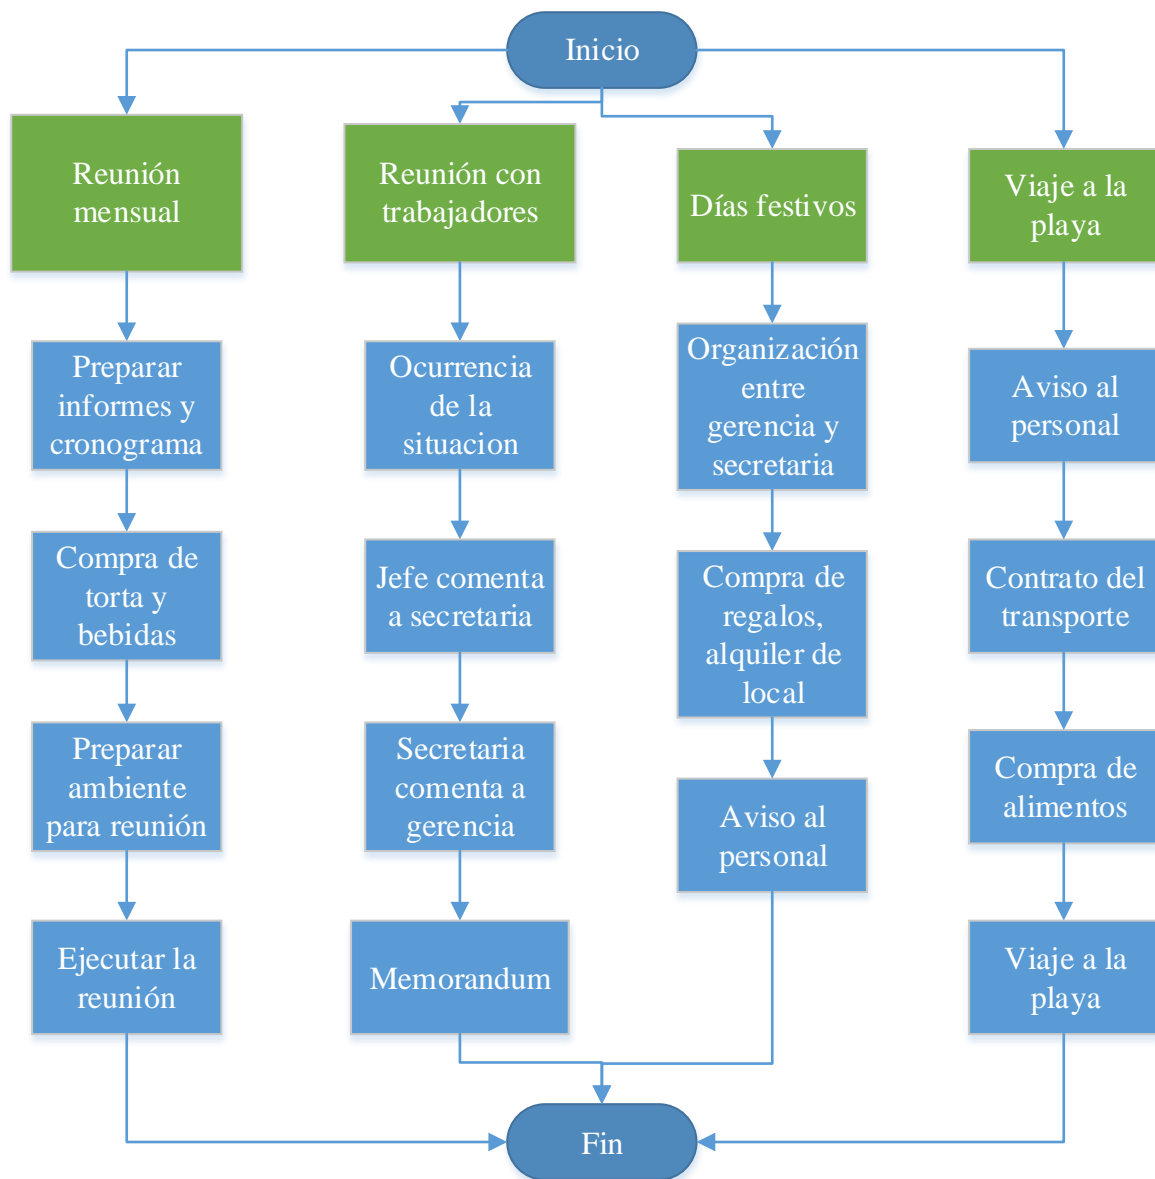 Inicio
Reunión
mensual
Preparar
informes y
cronograma
Compra de
torta y
bebidas
Preparar
ambiente
para reunión
Ejecutar la
reunión
Reunión con
trabajadores
Ocurrencia
de la
situacion
Jefe comenta
a secretaria
Secretaria
comenta a
gerencia
Memorandum
Días festivos
Organización
entre
gerencia y
secretaria
Compra de
regalos,
alquiler de
local
Aviso al
personal
Viaje a la
playa
Aviso al
personal
Contrato del
transporte
Compra de
alimentos
Viaje a la
playa
Fin